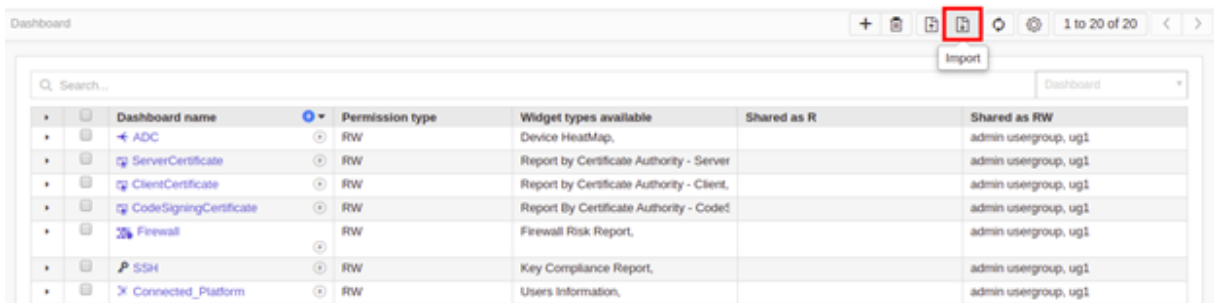 Dashboard 1 to 20 of 20
Import
Search... Dashboard
Dashboard name Permission type Widget types available Shared as R Shared as RW
ADC RW Device HeatMap, admin usergroup, ug1
ServerCertificate RW Report by Certificate Authority - Server admin usergroup, ug1
ClientCertificate RW Report by Certificate Authority - Client, admin usergroup, ug1
CodeSigningCertificate RW Report By Certificate Authority - CodeS admin usergroup, ug1
Firewall RW Firewall Risk Report, admin usergroup, ug1
SSH RW Key Compliance Report, admin usergroup, ug1
Connected_Platform RW Users Information, admin usergroup, ug1